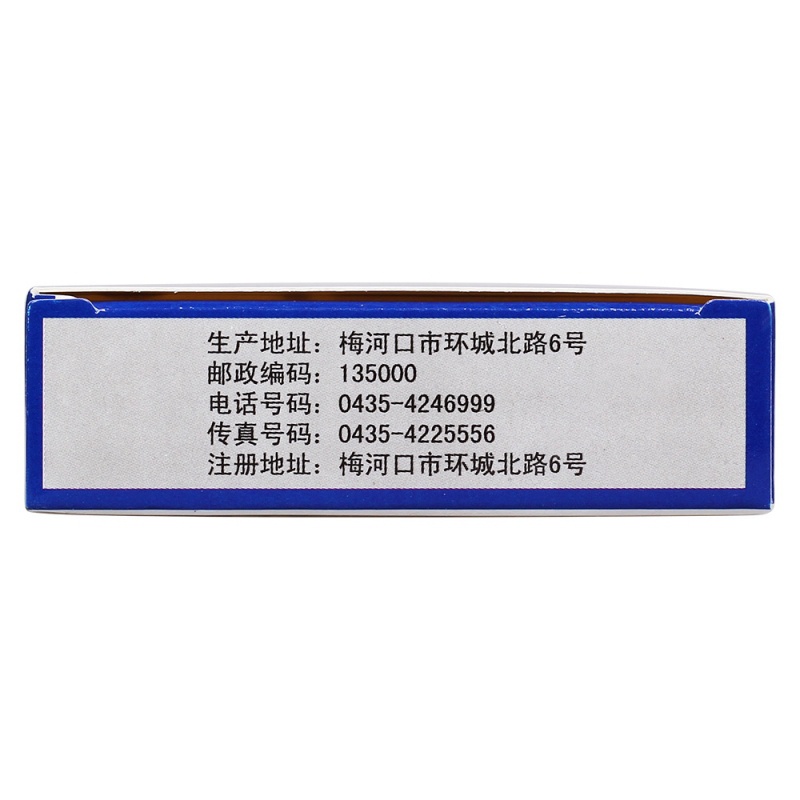 生产地址：梅河口市环城北路6号
邮政编码：135000
电话号码：0435-4246999
传真号码：0435-4225556
注册地址：梅河口市环城北路6号